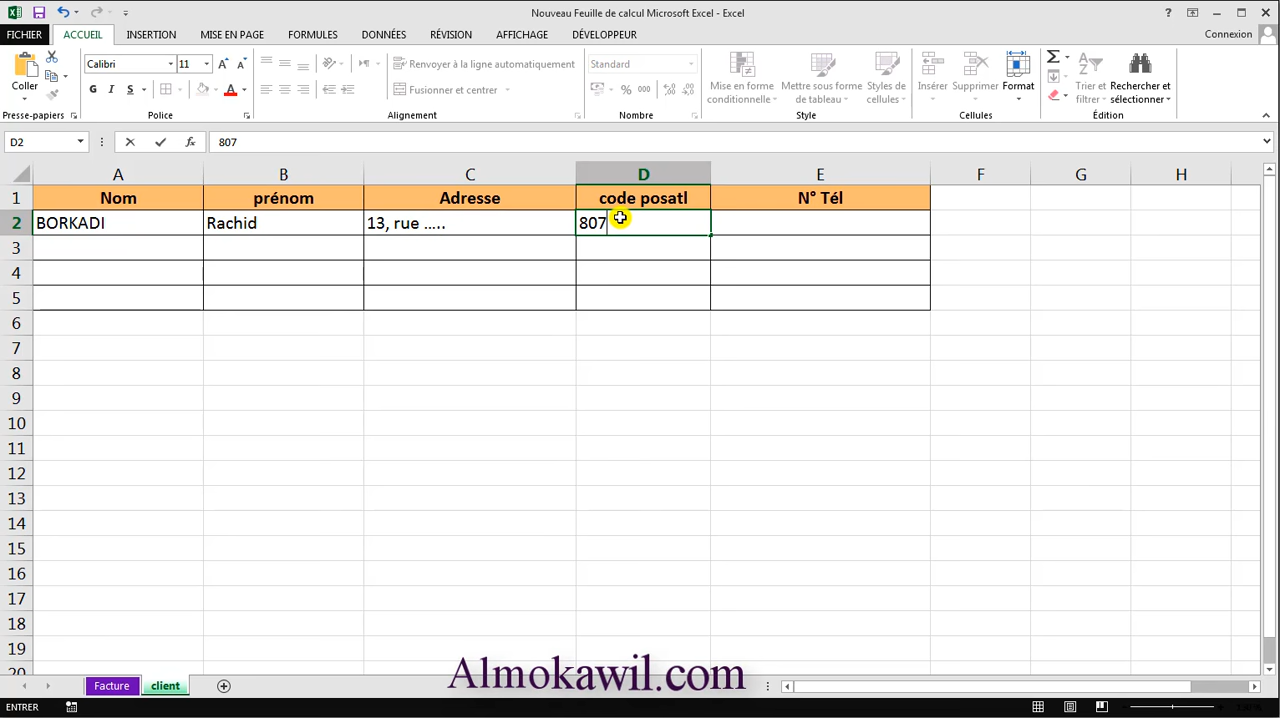 Nouveau Feuille de calcul Microsoft Excel - Excel
FICHIER ACCUEIL INSERTION MISE EN PAGE FORMULES DONNÉES RÉVISION AFFICHAGE DÉVELOPPEUR Connexion
Calibri 11 Renvoyer à la ligne automatiquement Standard
Coller G I S A Fusionner et centrer % 000 Mise en forme conditionnelle Mettre sous forme de tableau Styles de cellules Insérer Supprimer Format Trier et filtrer Rechercher et sélectionner
Presse-papiers Police Alignement Nombre Style Cellules Édition
D2 fx 807
A B C D E F G H I
1 Nom prénom Adresse code posatl N° Tél
2 BORKADI Rachid 13, rue ..... 807
3
4
5
6
7
8
9
10
11
12
13
14
15
16
17
18
19
20
Almokawil.com
Facture client
ENTRER